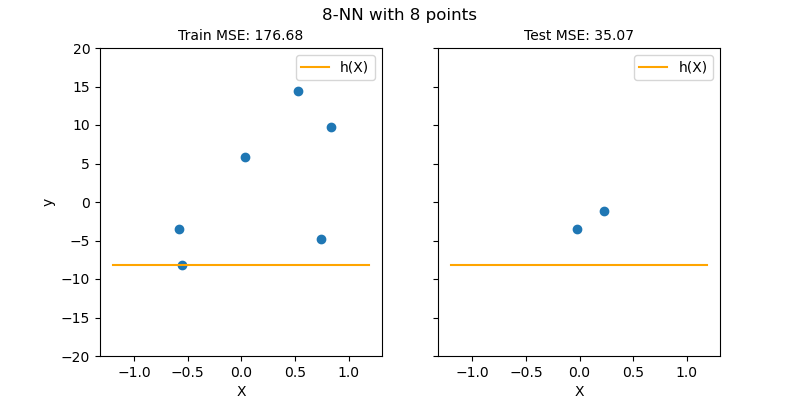 8-NN with 8 points
Train MSE: 176.68
Test MSE: 35.07
h(X)
h(X)
20
15
10
5
0
−5
−10
−15
−20
y
−1.0 −0.5 0.0 0.5 1.0
−1.0 −0.5 0.0 0.5 1.0
X
X